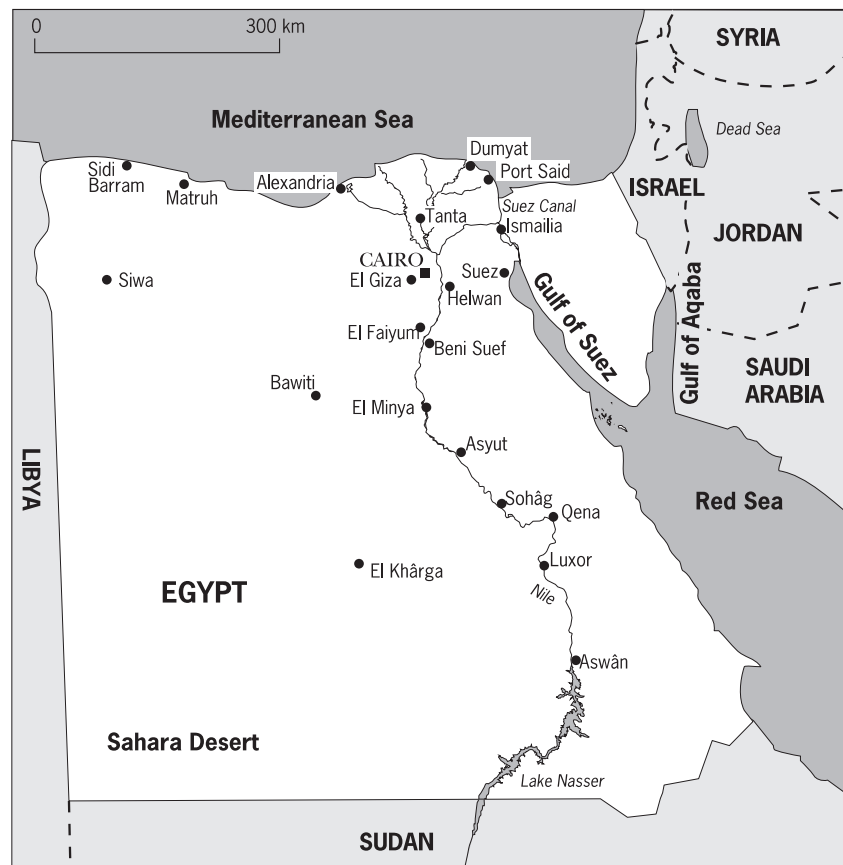 0
300 km
SYRIA
Mediterranean Sea
Dead Sea
Dumyat
Sidi
Barram
Port Said
Matruh
Alexandria
ISRAEL
Suez Canal
Tanta
Ismailia
JORDAN
CAIRO
Siwa
El Giza
Suez
Helwan
Gulf of Suez
Gulf of Aqaba
El Faiyum
Beni Suef
SAUDI
ARABIA
Bawiti
El Minya
Asyut
LIBYA
Sohâg
Qena
Red Sea
El Khârga
Luxor
EGYPT
Nile
Aswân
Sahara Desert
Lake Nasser
SUDAN